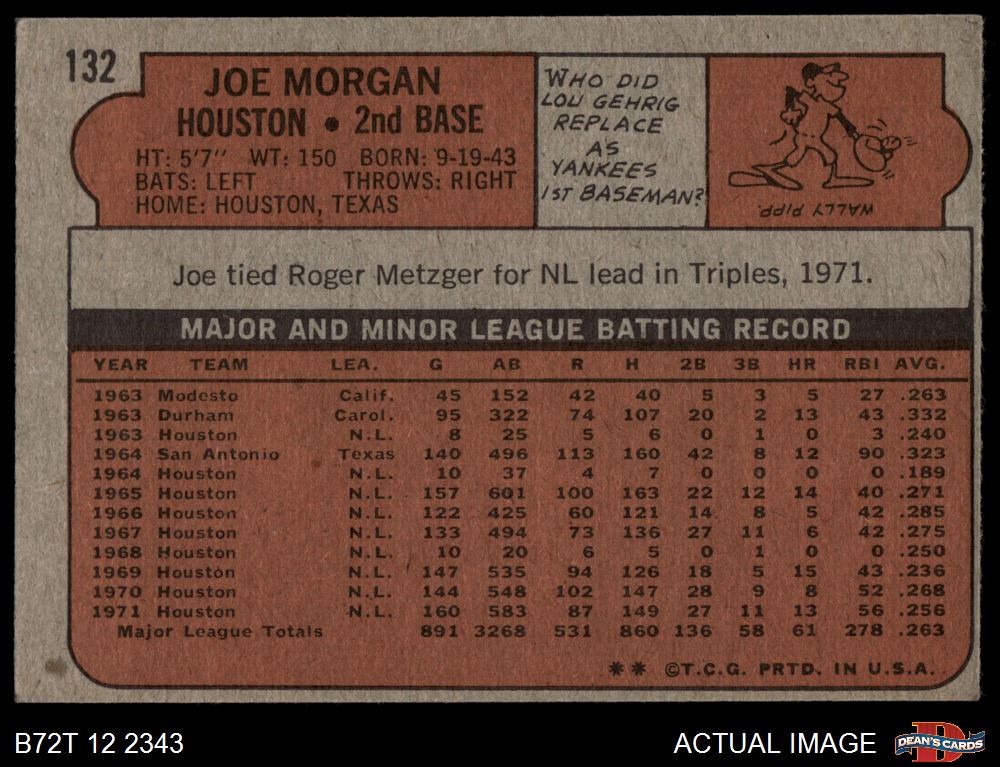 132
JOE MORGAN
HOUSTON • 2nd BASE
HT: 5'7" WT: 150 BORN: 9-19-43
BATS: LEFT THROWS: RIGHT
HOME: HOUSTON, TEXAS
WHO DID
LOU GEHRIG
REPLACE
AS
YANKEES
1ST BASEMAN?
WALLY PIPP.
Joe tied Roger Metzger for NL lead in Triples, 1971.
MAJOR AND MINOR LEAGUE BATTING RECORD
YEAR TEAM LEA. G AB R H 2B 3B HR RBI AVG.
1963 Modesto Calif. 45 152 42 40 5 3 5 27 .263
1963 Durham Carol. 95 322 74 107 20 2 13 43 .332
1963 Houston N.L. 8 25 5 6 0 1 0 3 .240
1964 San Antonio Texas 140 496 113 160 42 8 12 90 .323
1964 Houston N.L. 10 37 4 7 0 0 0 0 .189
1965 Houston N.L. 157 601 100 163 22 12 14 40 .271
1966 Houston N.L. 122 425 60 121 14 8 5 42 .285
1967 Houston N.L. 133 494 73 136 27 11 6 42 .275
1968 Houston N.L. 10 20 6 5 0 1 0 0 .250
1969 Houston N.L. 147 535 94 126 18 5 15 43 .236
1970 Houston N.L. 144 548 102 147 28 9 8 52 .268
1971 Houston N.L. 160 583 87 149 27 11 13 56 .256
Major League Totals 891 3268 531 860 136 58 61 278 .263
** ©T.C.G. PRTD. IN U.S.A.
B72T 12 2343
ACTUAL IMAGE
DEAN'S CARDS